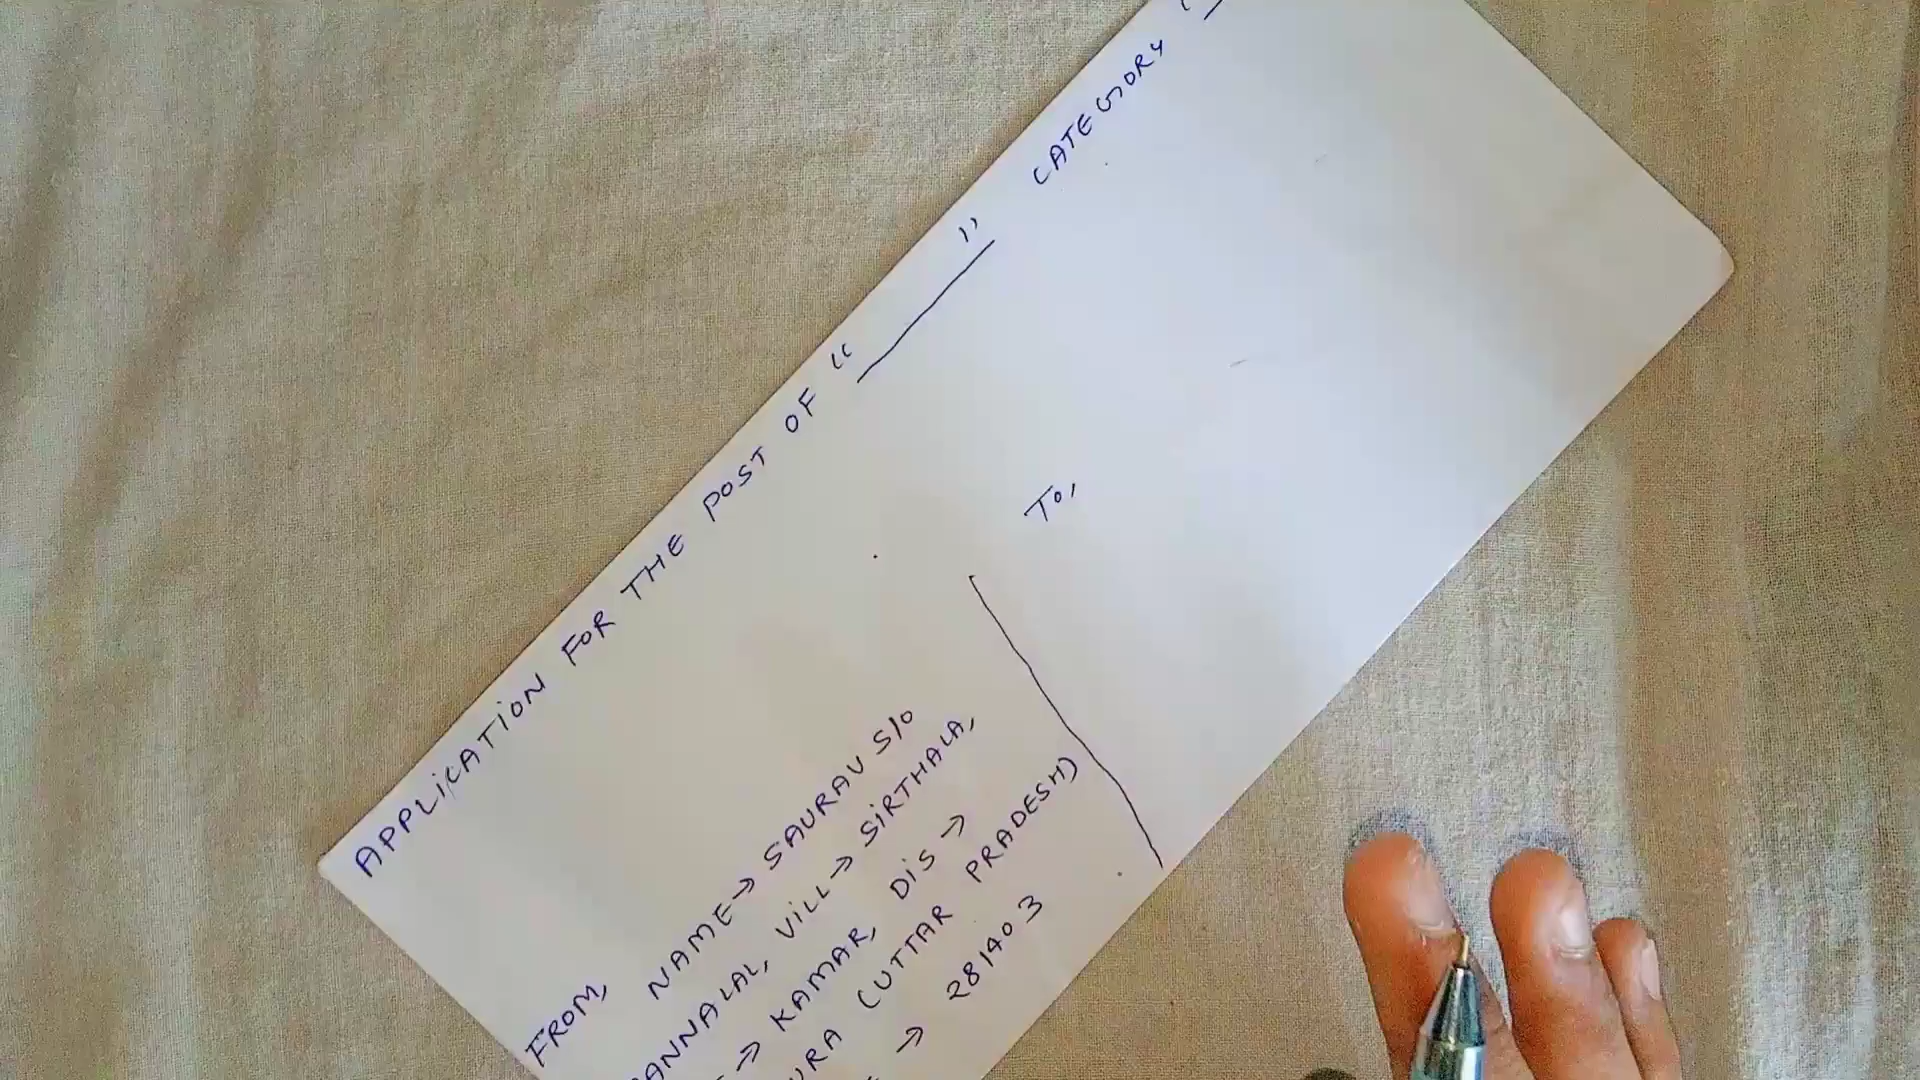 APPLICATION FOR THE POST OF “______” CATEGORY “
FROM,
NAME→ SAURAV S/O
ANNALAL, VILL→ SIRTHALA,
→ KAMAR, DIS →
URA (UTTAR PRADESH)
→ 281403
To,